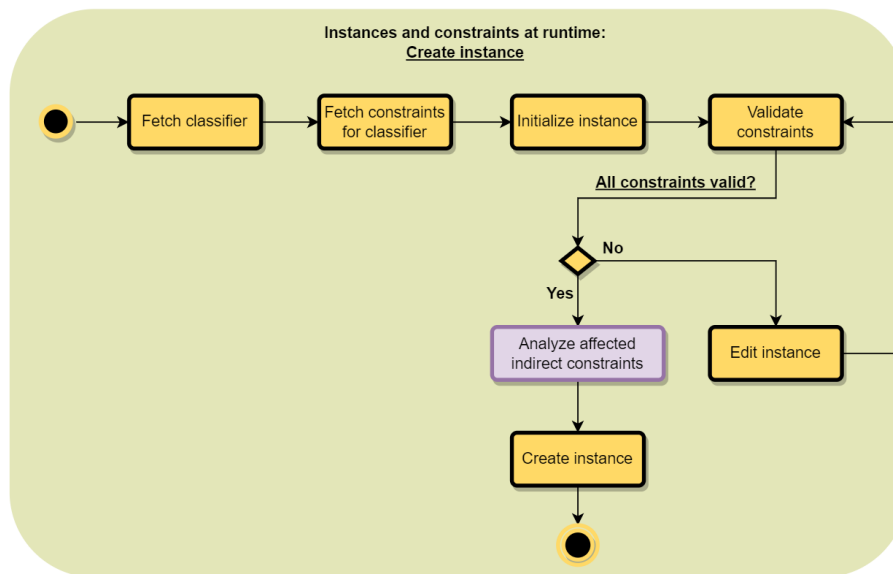 Instances and constraints at runtime:
Create instance
Fetch classifier
Fetch constraints
for classifier
Initialize instance
Validate
constraints
All constraints valid?
No
Yes
Analyze affected
indirect constraints
Edit instance
Create instance